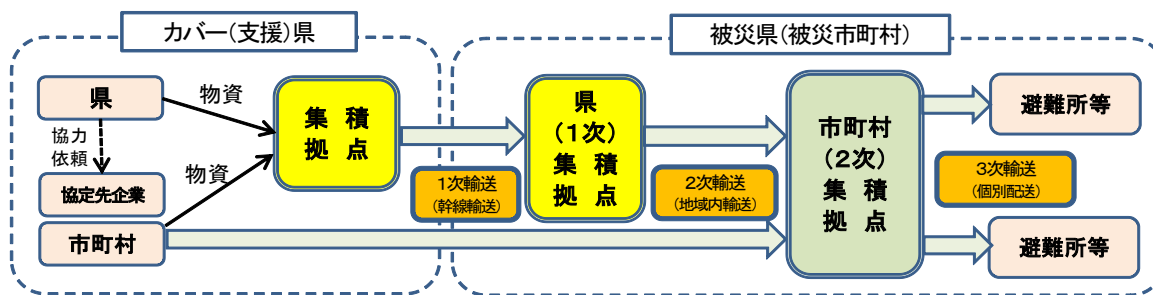 カバー(支援)県
被災県(被災市町村)
県
物資
協力
依頼
協定先企業
物資
市町村
集 積
拠 点
1次輸送
(幹線輸送)
県
(1次)
集 積
拠 点
2次輸送
(地域内輸送)
市町村
(2次)
集 積
拠 点
3次輸送
(個別配送)
避難所等
避難所等